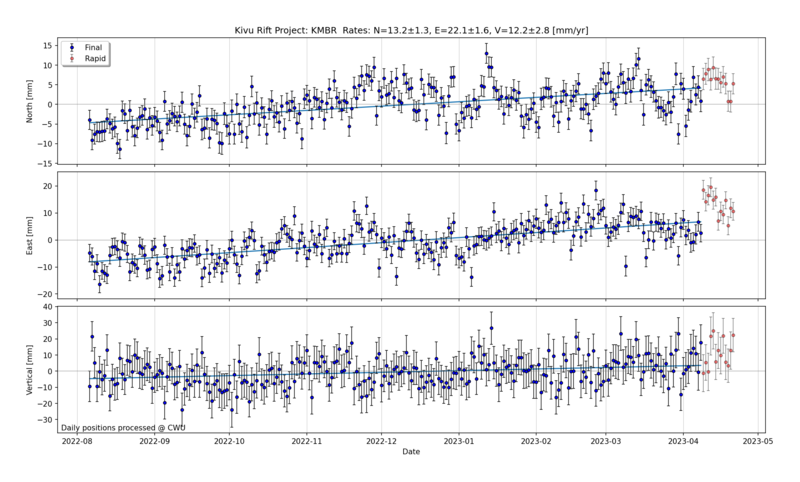 Kivu Rift Project: KMBR Rates: N=13.2±1.3, E=22.1±1.6, V=12.2±2.8 [mm/yr]
Final
Rapid
North [mm]
15
10
5
0
−5
−10
−15
East [mm]
20
10
0
−10
−20
Vertical [mm]
40
30
20
10
0
−10
−20
−30
Daily positions processed @ CWU
2022-08 2022-09 2022-10 2022-11 2022-12 2023-01 2023-02 2023-03 2023-04 2023-05
Date